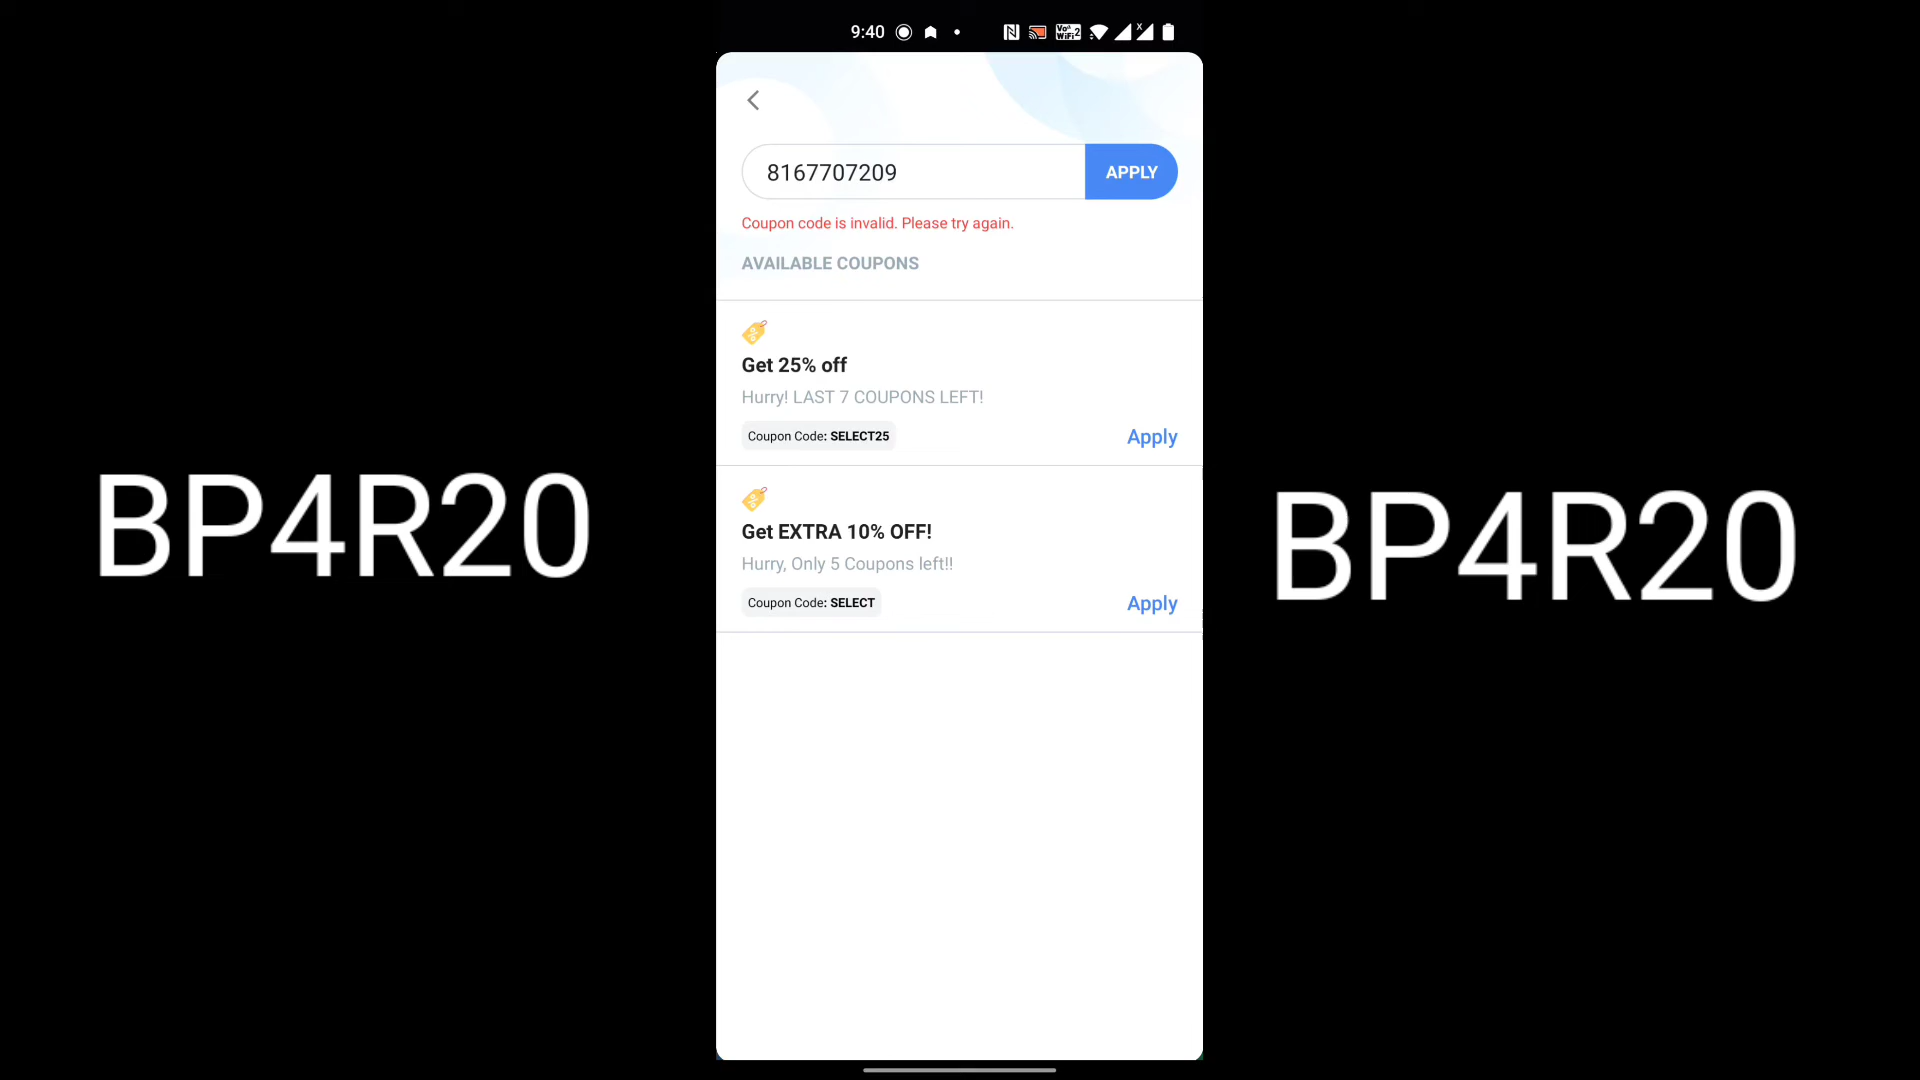 9:40
8167707209 APPLY
Coupon code is invalid. Please try again.
AVAILABLE COUPONS
Get 25% off
Hurry! LAST 7 COUPONS LEFT!
Coupon Code: SELECT25 Apply
BP4R20
BP4R20
Get EXTRA 10% OFF!
Hurry, Only 5 Coupons left!!
Coupon Code: SELECT Apply